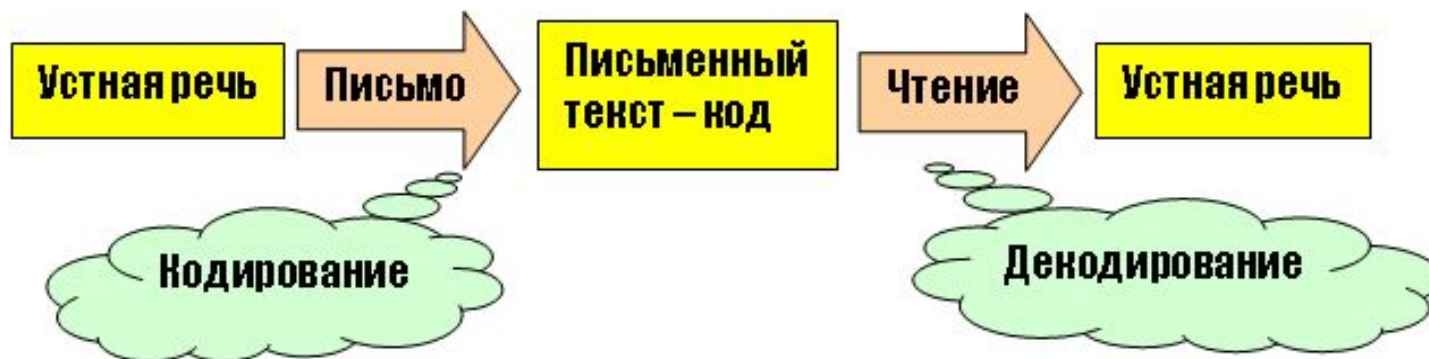 Устная речь
Письмо
Письменный
текст – код
Чтение
Устная речь
Кодирование
Декодирование